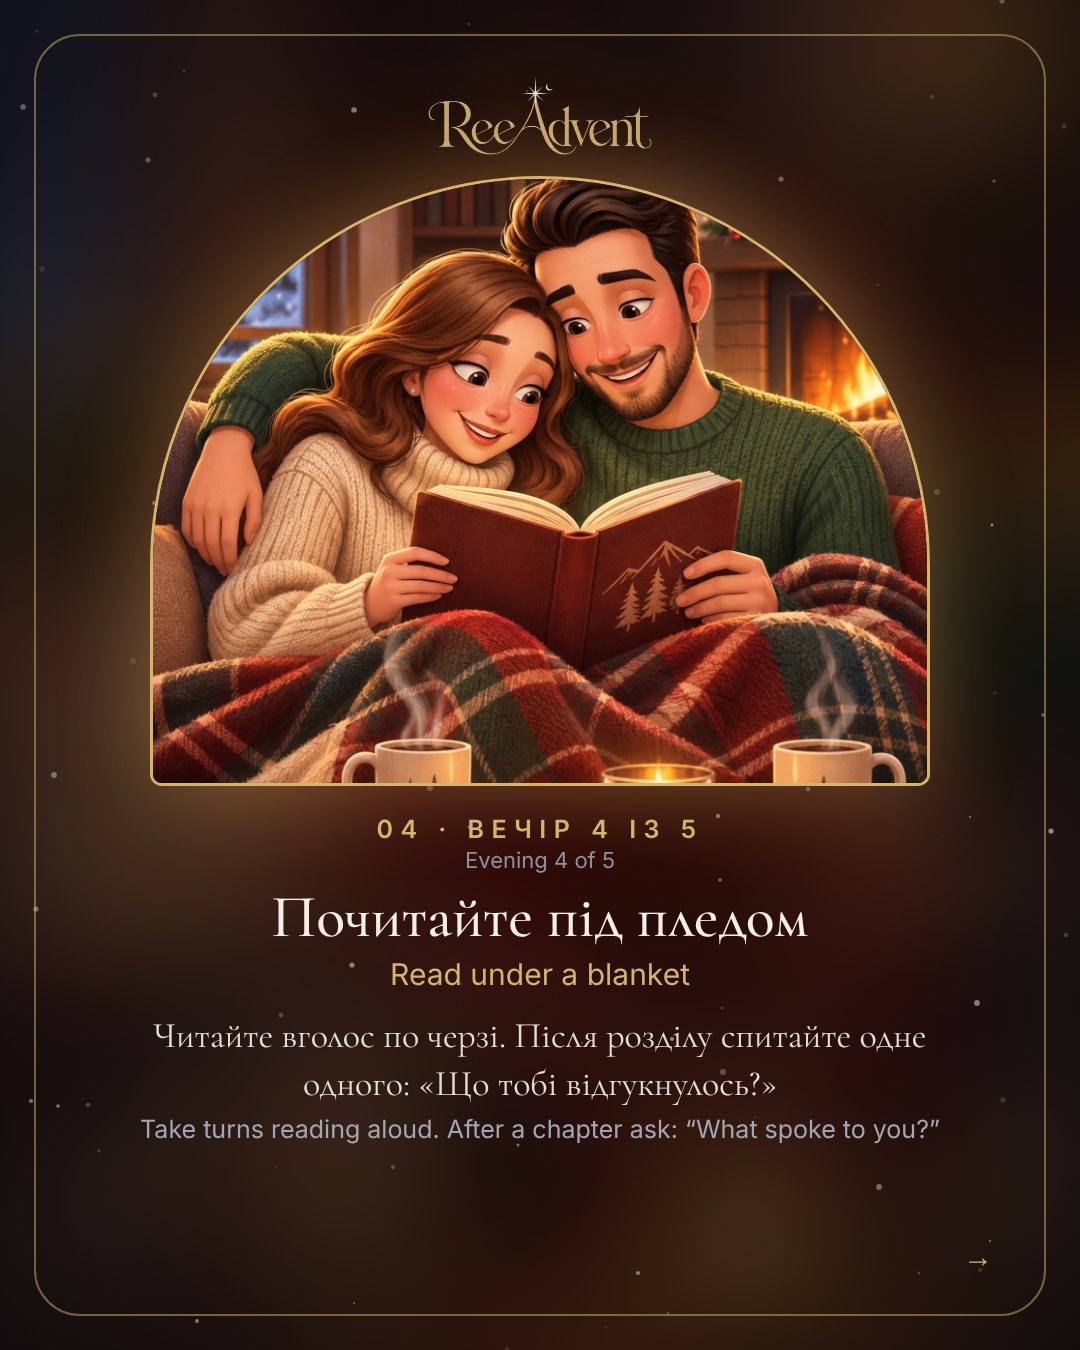 ReeAdvent
04 · ВЕЧІР 4 ІЗ 5
Evening 4 of 5
Почитайте під пледом
Read under a blanket
Читайте вголос по черзі. Після розділу спитайте одне
одного: «Що тобі відгукнулось?»
Take turns reading aloud. After a chapter ask: “What spoke to you?”
→